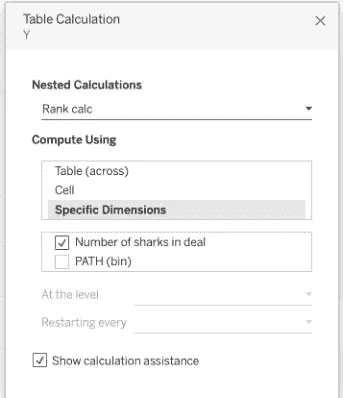 Table Calculation
Y
Nested Calculations
Rank calc
Compute Using
Table (across)
Cell
Specific Dimensions
Number of sharks in deal
PATH (bin)
At the level
Restarting every
Show calculation assistance